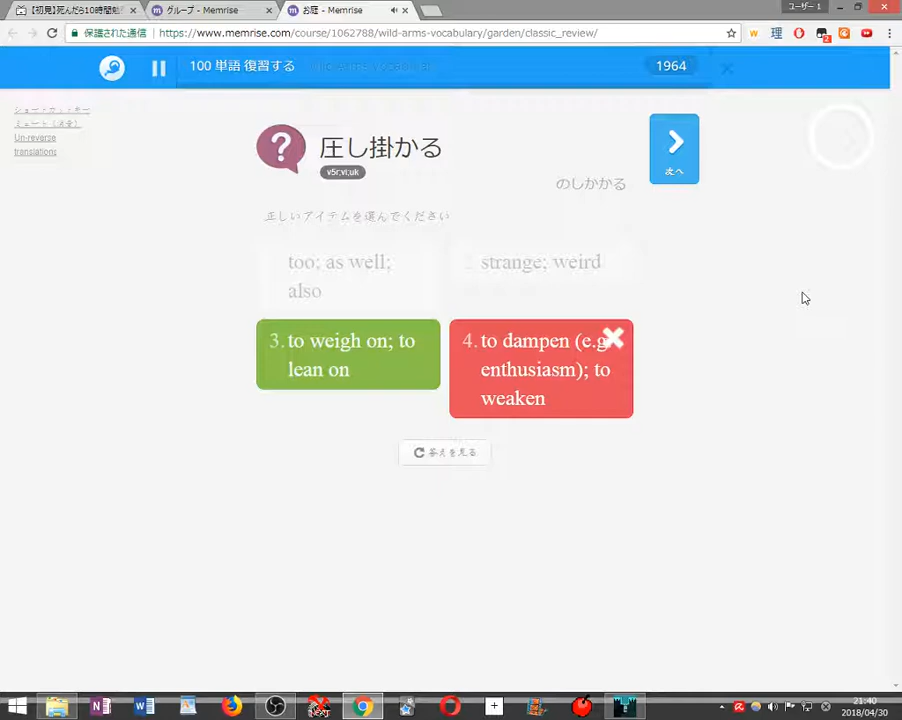 【初見】死んだら10時間勉
グループ - Memrise
お庭 - Memrise
ユーザー 1
保護された通信
https://www.memrise.com/course/1062788/wild-arms-vocabulary/garden/classic_review/
100 単語 復習する
1964
Un-reverse
translations
圧し掛かる
v5r,vi,uk
のしかかる
次へ
正しいアイテムを選んでください
too; as well;
also
strange; weird
3. to weigh on; to
lean on
4. to dampen (e.g
enthusiasm); to
weaken
答えを見る
21:40
2018/04/30